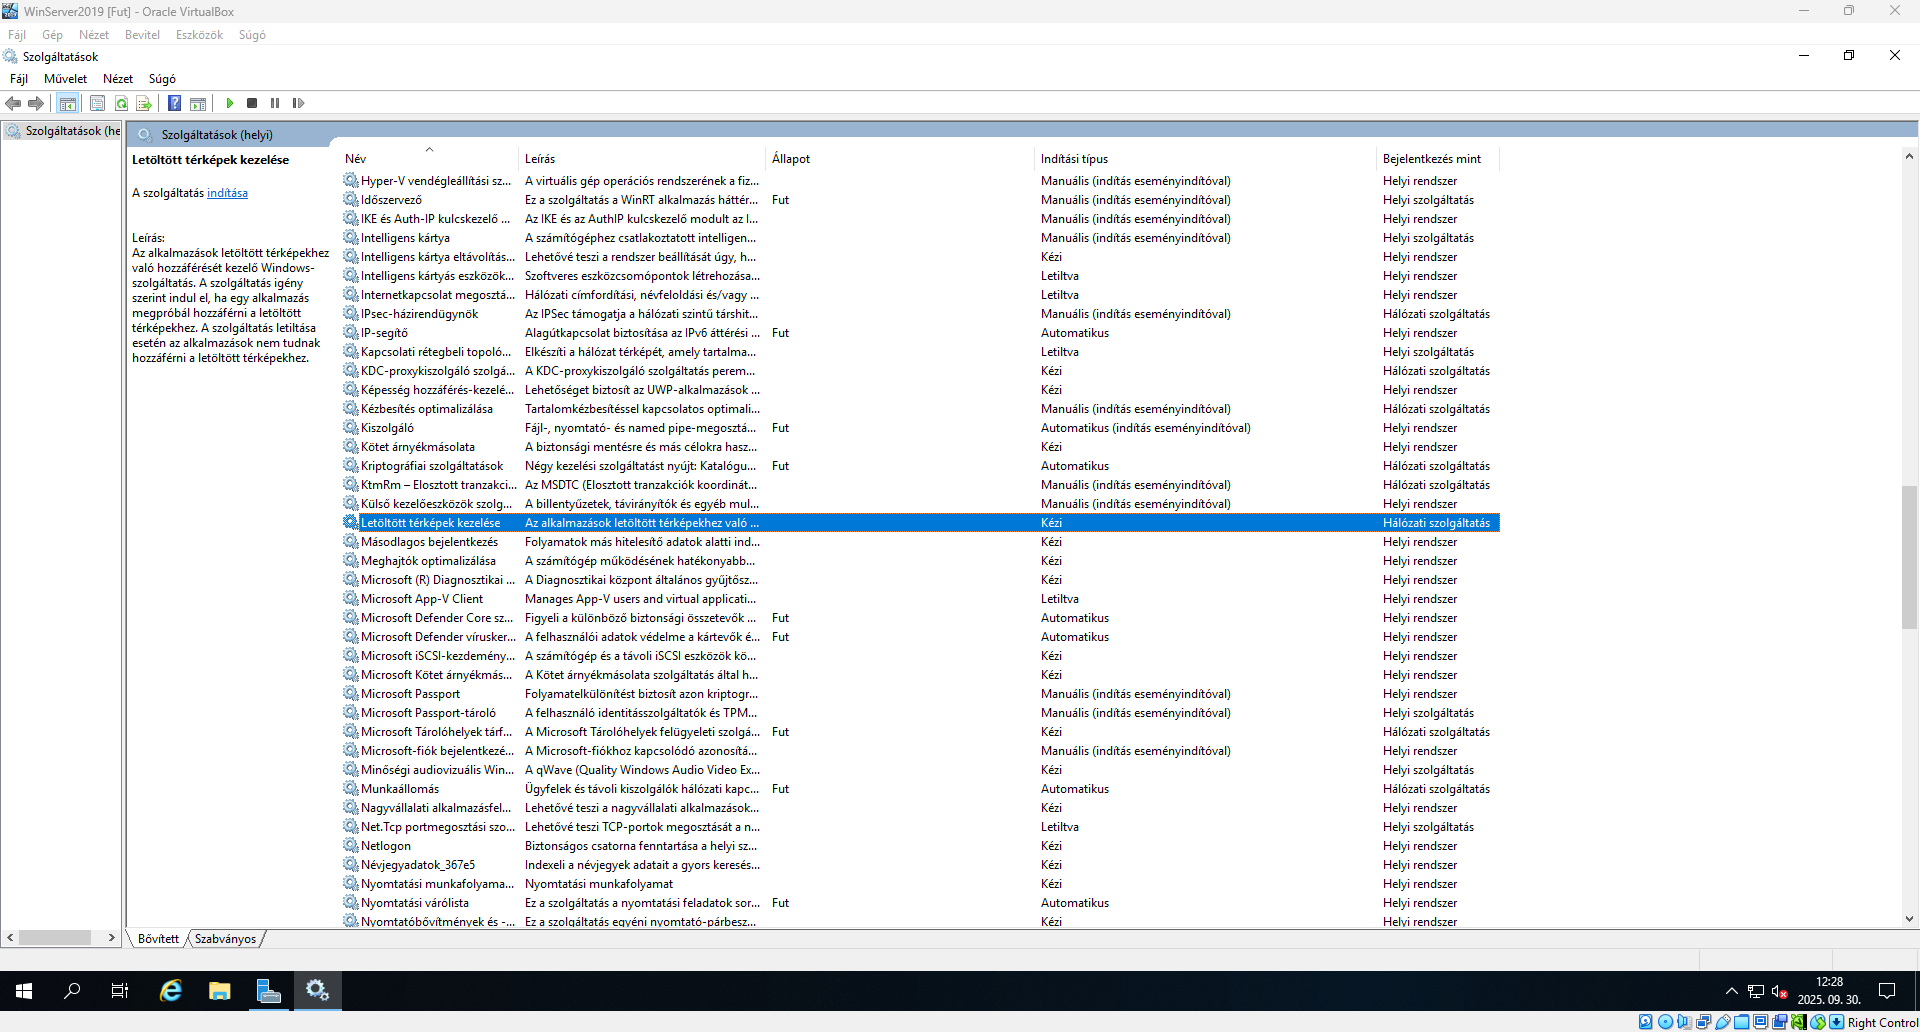 WinServer2019 [Fut] - Oracle VirtualBox
Fájl Gép Nézet Bevitel Eszközök Súgó
Szolgáltatások
Fájl Művelet Nézet Súgó
Szolgáltatások (he
Szolgáltatások (helyi)
Letöltött térképek kezelése
A szolgáltatás indítása
Leírás:
Az alkalmazások letöltött térképekhez
való hozzáférését kezelő Windows-
szolgáltatás. A szolgáltatás igény
szerint indul el, ha egy alkalmazás
megpróbál hozzáférni a letöltött
térképekhez. A szolgáltatás letiltása
esetén az alkalmazások nem tudnak
hozzáférni a letöltött térképekhez.
Név Leírás Állapot Indítási típus Bejelentkezés mint
Hyper-V vendégleállítási sz... A virtuális gép operációs rendszerének a fiz... Manuális (indítás eseményindítóval) Helyi rendszer
Időszervező Ez a szolgáltatás a WinRT alkalmazás háttér... Fut Manuális (indítás eseményindítóval) Helyi szolgáltatás
IKE és Auth-IP kulcskezelő ... Az IKE és az AuthIP kulcskezelő modult az I... Manuális (indítás eseményindítóval) Helyi rendszer
Intelligens kártya A számítógéphez csatlakoztatott intelligen... Manuális (indítás eseményindítóval) Helyi szolgáltatás
Intelligens kártya eltávolítás... Lehetővé teszi a rendszer beállítását úgy, h... Kézi Helyi rendszer
Intelligens kártyás eszközök... Szoftveres eszközcsomópontok létrehozása... Letiltva Helyi rendszer
Internetkapcsolat megosztá... Hálózati címfordítási, névfeloldási és/vagy ... Letiltva Helyi rendszer
IPsec-házirendügynök Az IPSec támogatja a hálózati szintű társhit... Manuális (indítás eseményindítóval) Hálózati szolgáltatás
IP-segítő Alagútkapcsolat biztosítása az IPv6 áttérési ... Fut Automatikus Helyi rendszer
Kapcsolati rétegbeli topoló... Elkészíti a hálózat térképét, amely tartalma... Letiltva Helyi szolgáltatás
KDC-proxykiszolgáló szolgá... A KDC-proxykiszolgáló szolgáltatás perem... Kézi Hálózati szolgáltatás
Képesség hozzáférés-kezelé... Lehetőséget biztosít az UWP-alkalmazások ... Kézi Helyi rendszer
Kézbesítés optimalizálása Tartalomkézbesítéssel kapcsolatos optimali... Manuális (indítás eseményindítóval) Hálózati szolgáltatás
Kiszolgáló Fájl-, nyomtató- és named pipe-megosztá... Fut Automatikus (indítás eseményindítóval) Helyi rendszer
Kötet árnyékmásolata A biztonsági mentésre és más célokra hasz... Kézi Helyi rendszer
Kriptográfiai szolgáltatások Négy kezelési szolgáltatást nyújt: Katalógu... Fut Automatikus Hálózati szolgáltatás
KtmRm – Elosztott tranzakci... Az MSDTC (Elosztott tranzakciók koordinát... Manuális (indítás eseményindítóval) Hálózati szolgáltatás
Külső kezelőeszközök szolg... A billentyűzetek, távirányítók és egyéb mul... Manuális (indítás eseményindítóval) Helyi rendszer
Letöltött térképek kezelése Az alkalmazások letöltött térképekhez való ... Kézi Hálózati szolgáltatás
Másodlagos bejelentkezés Folyamatok más hitelesítő adatok alatti ind... Kézi Helyi rendszer
Meghajtók optimalizálása A számítógép működésének hatékonyabb... Kézi Helyi rendszer
Microsoft (R) Diagnosztikai ... A Diagnosztikai központ általános gyűjtősz... Kézi Helyi rendszer
Microsoft App-V Client Manages App-V users and virtual applicati... Letiltva Helyi rendszer
Microsoft Defender Core sz... Figyeli a különböző biztonsági összetevők ... Fut Automatikus Helyi rendszer
Microsoft Defender vírusker... A felhasználói adatok védelme a kártevők é... Fut Automatikus Helyi rendszer
Microsoft iSCSI-kezdemény... A számítógép és a távoli iSCSI eszközök kö... Kézi Helyi rendszer
Microsoft Kötet árnyékmás... A Kötet árnyékmásolata szolgáltatás által h... Kézi Helyi rendszer
Microsoft Passport Folyamatelkülönítést biztosít azon kriptogr... Manuális (indítás eseményindítóval) Helyi rendszer
Microsoft Passport-tároló A felhasználó identitásszolgáltatók és TPM... Manuális (indítás eseményindítóval) Helyi szolgáltatás
Microsoft Tárolóhelyek tárf... A Microsoft Tárolóhelyek felügyeleti szolgá... Fut Kézi Hálózati szolgáltatás
Microsoft-fiók bejelentkezé... A Microsoft-fiókhoz kapcsolódó azonosítá... Manuális (indítás eseményindítóval) Helyi rendszer
Minőségi audiovizuális Win... A qWave (Quality Windows Audio Video Ex... Kézi Helyi szolgáltatás
Munkaállomás Ügyfelek és távoli kiszolgálók hálózati kapc... Fut Automatikus Hálózati szolgáltatás
Nagyvállalati alkalmazásfel... Lehetővé teszi a nagyvállalati alkalmazások... Kézi Helyi rendszer
Net.Tcp portmegosztási szo... Lehetővé teszi TCP-portok megosztását a n... Letiltva Helyi szolgáltatás
Netlogon Biztonságos csatorna fenntartása a helyi sz... Kézi Helyi rendszer
Névjegyadatok_367e5 Indexeli a névjegyek adatait a gyors keresés... Kézi Helyi rendszer
Nyomtatási munkafolyama... Nyomtatási munkafolyamat Kézi Helyi rendszer
Nyomtatási várólista Ez a szolgáltatás a nyomtatási feladatok sor... Fut Automatikus Helyi rendszer
Nyomtatóbővítmények és -... Ez a szolgáltatás egyéni nyomtató-párbesz... Kézi Helyi rendszer
Bővített Szabványos
12:28
2025. 09. 30.
Right Control